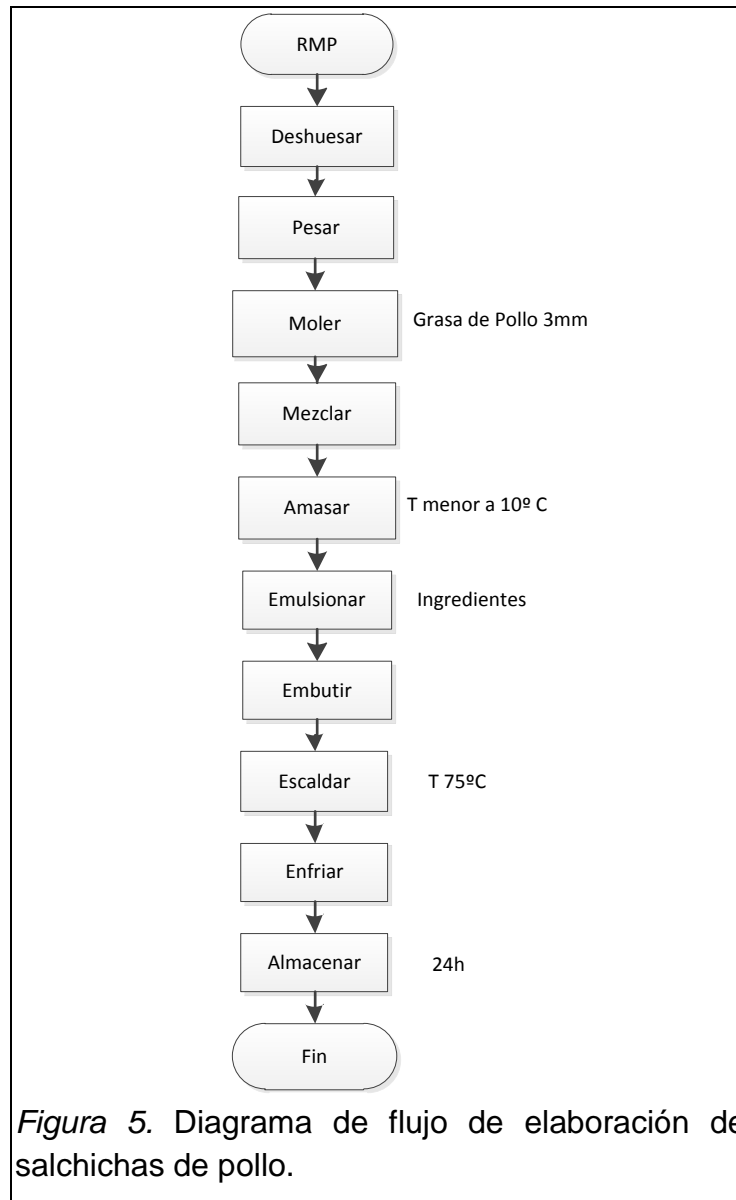 RMP
Deshuesar
Pesar
Moler
Grasa de Pollo 3mm
Mezclar
Amasar
T menor a 10º C
Emulsionar
Ingredientes
Embutir
Escaldar
T 75ºC
Enfriar
Almacenar
24h
Fin
Figura 5. Diagrama de flujo de elaboración de
salchichas de pollo.